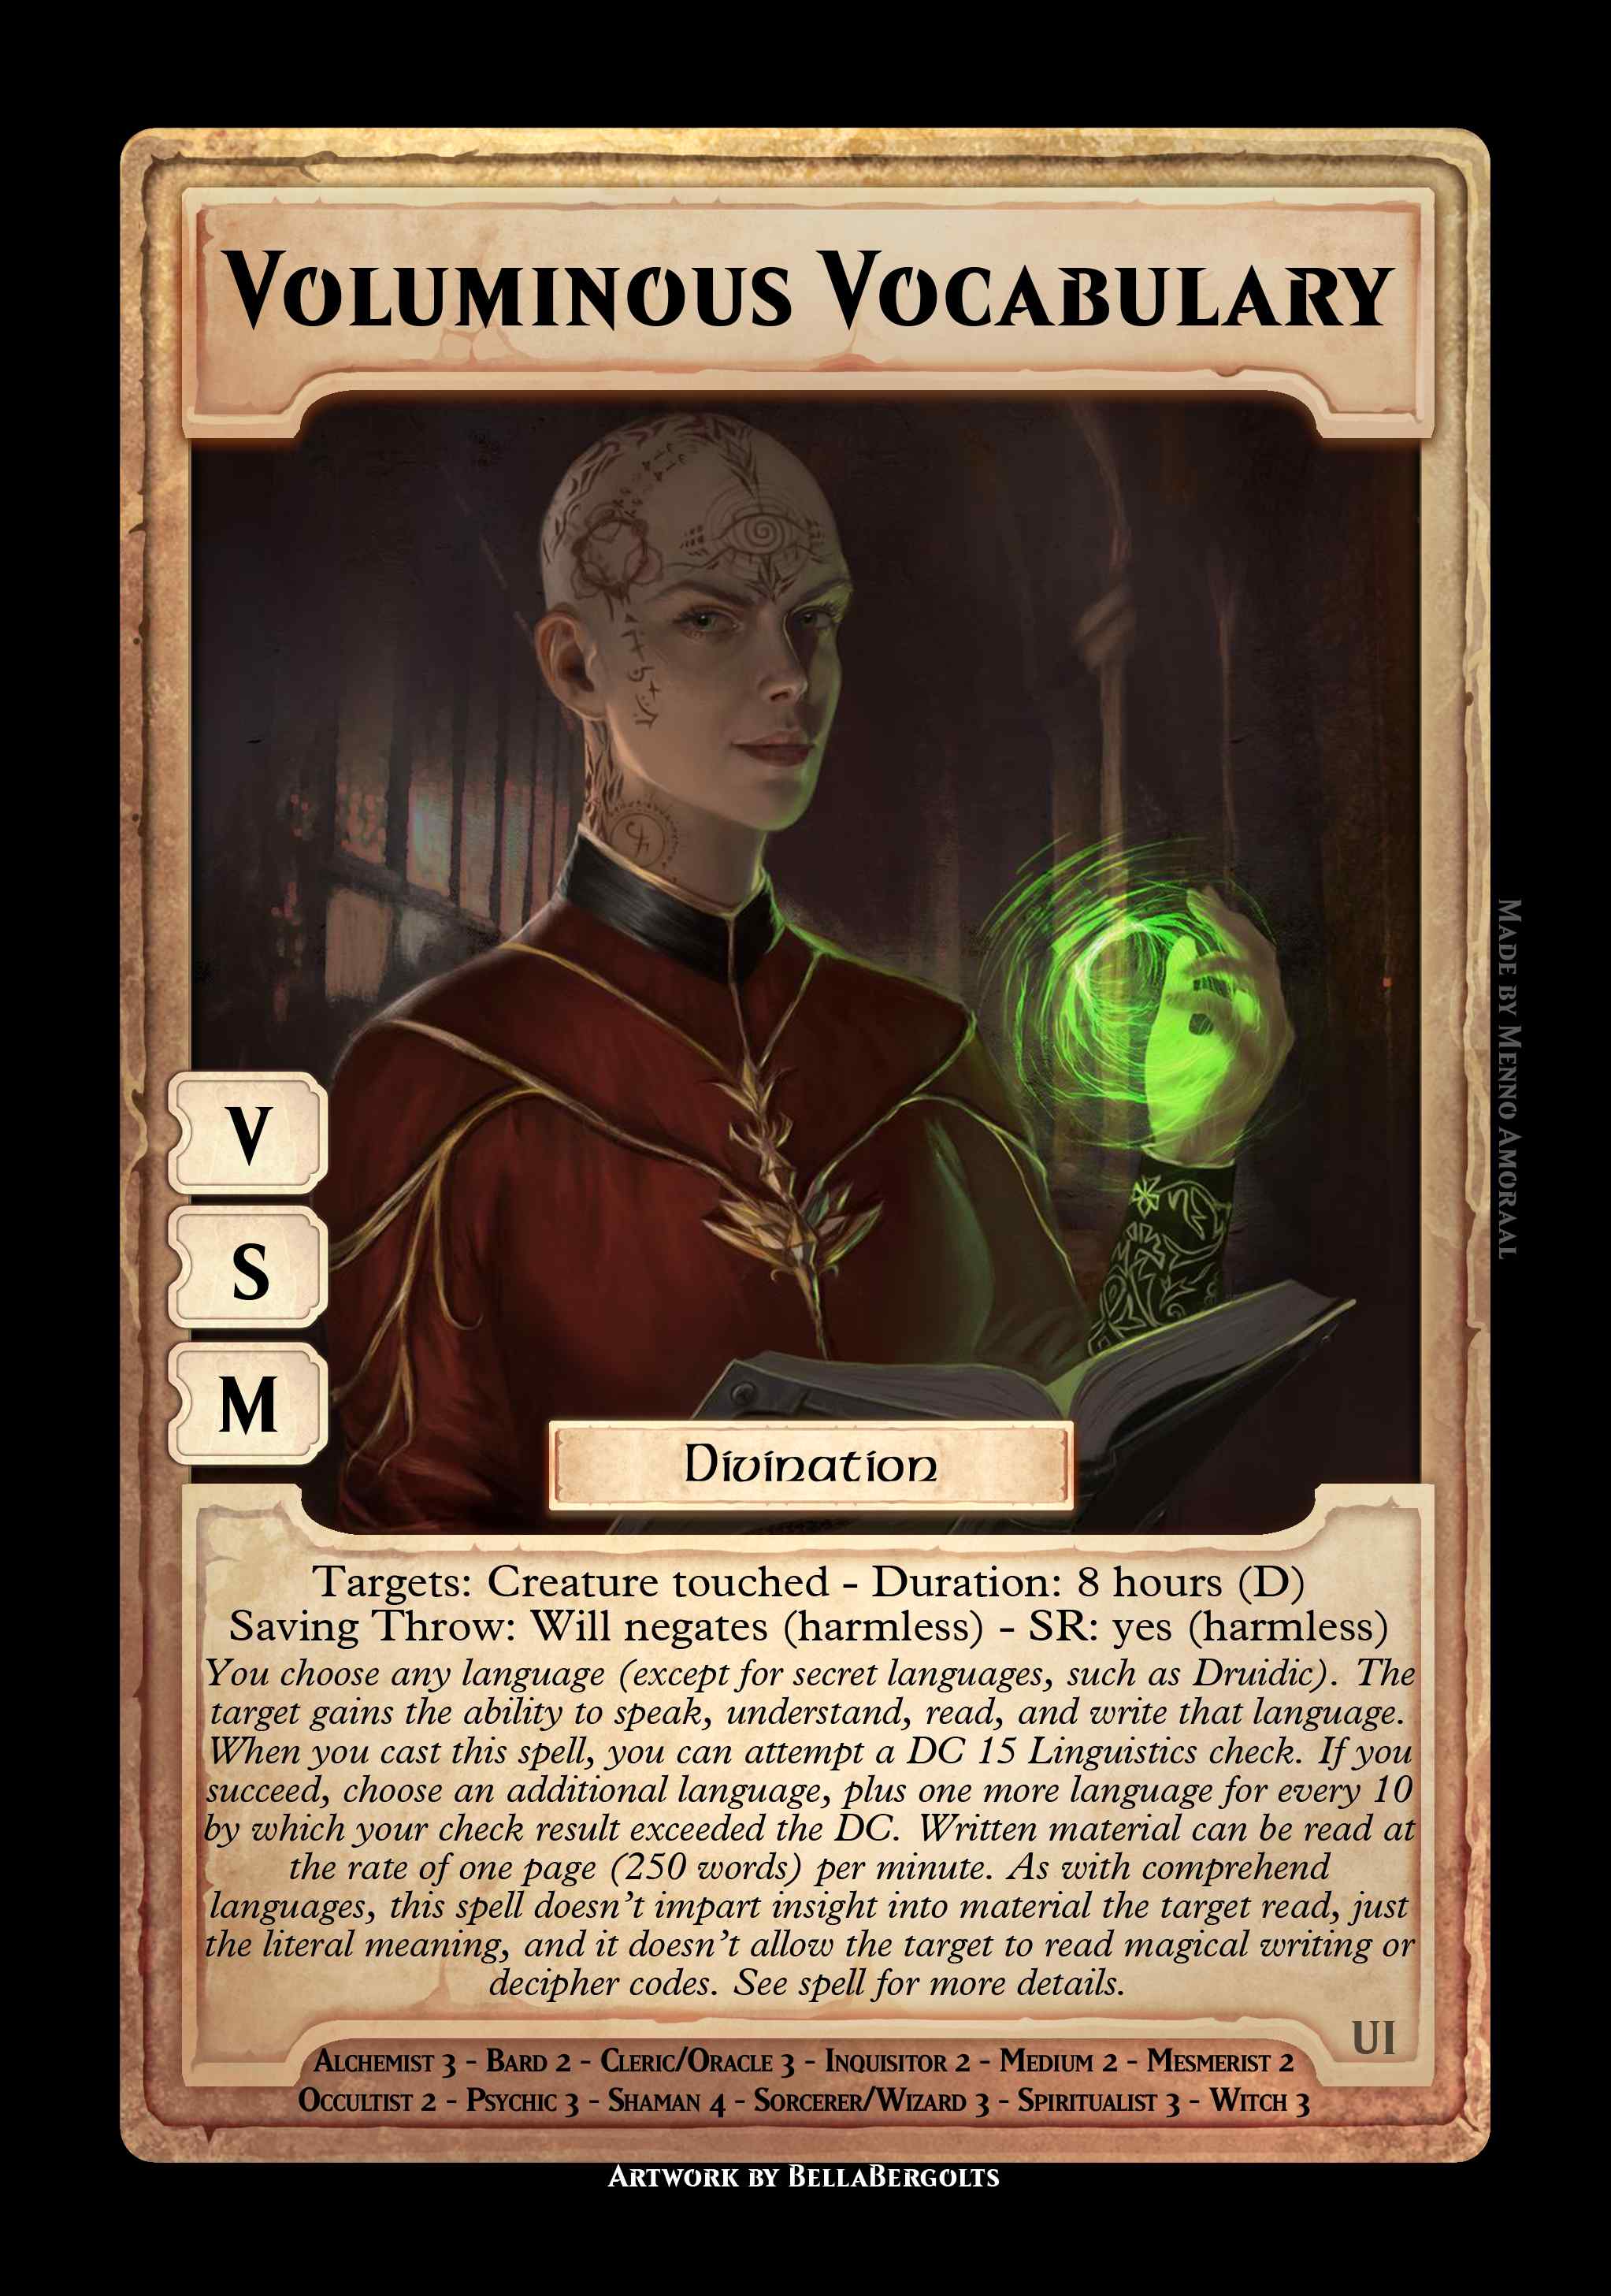 Voluminous Vocabulary
V
S
M
Divination
Targets: Creature touched - Duration: 8 hours (D)
Saving Throw: Will negates (harmless) - SR: yes (harmless)
You choose any language (except for secret languages, such as Druidic). The
target gains the ability to speak, understand, read, and write that language.
When you cast this spell, you can attempt a DC 15 Linguistics check. If you
succeed, choose an additional language, plus one more language for every 10
by which your check result exceeded the DC. Written material can be read at
the rate of one page (250 words) per minute. As with comprehend
languages, this spell doesn't impart insight into material the target read, just
the literal meaning, and it doesn't allow the target to read magical writing or
decipher codes. See spell for more details.
UI
Alchemist 3 - Bard 2 - Cleric/Oracle 3 - Inquisitor 2 - Medium 2 - Mesmerist 2
Occultist 2 - Psychic 3 - Shaman 4 - Sorcerer/Wizard 3 - Spiritualist 3 - Witch 3
Artwork by BellaBergolts
Made by Menno Amoraal